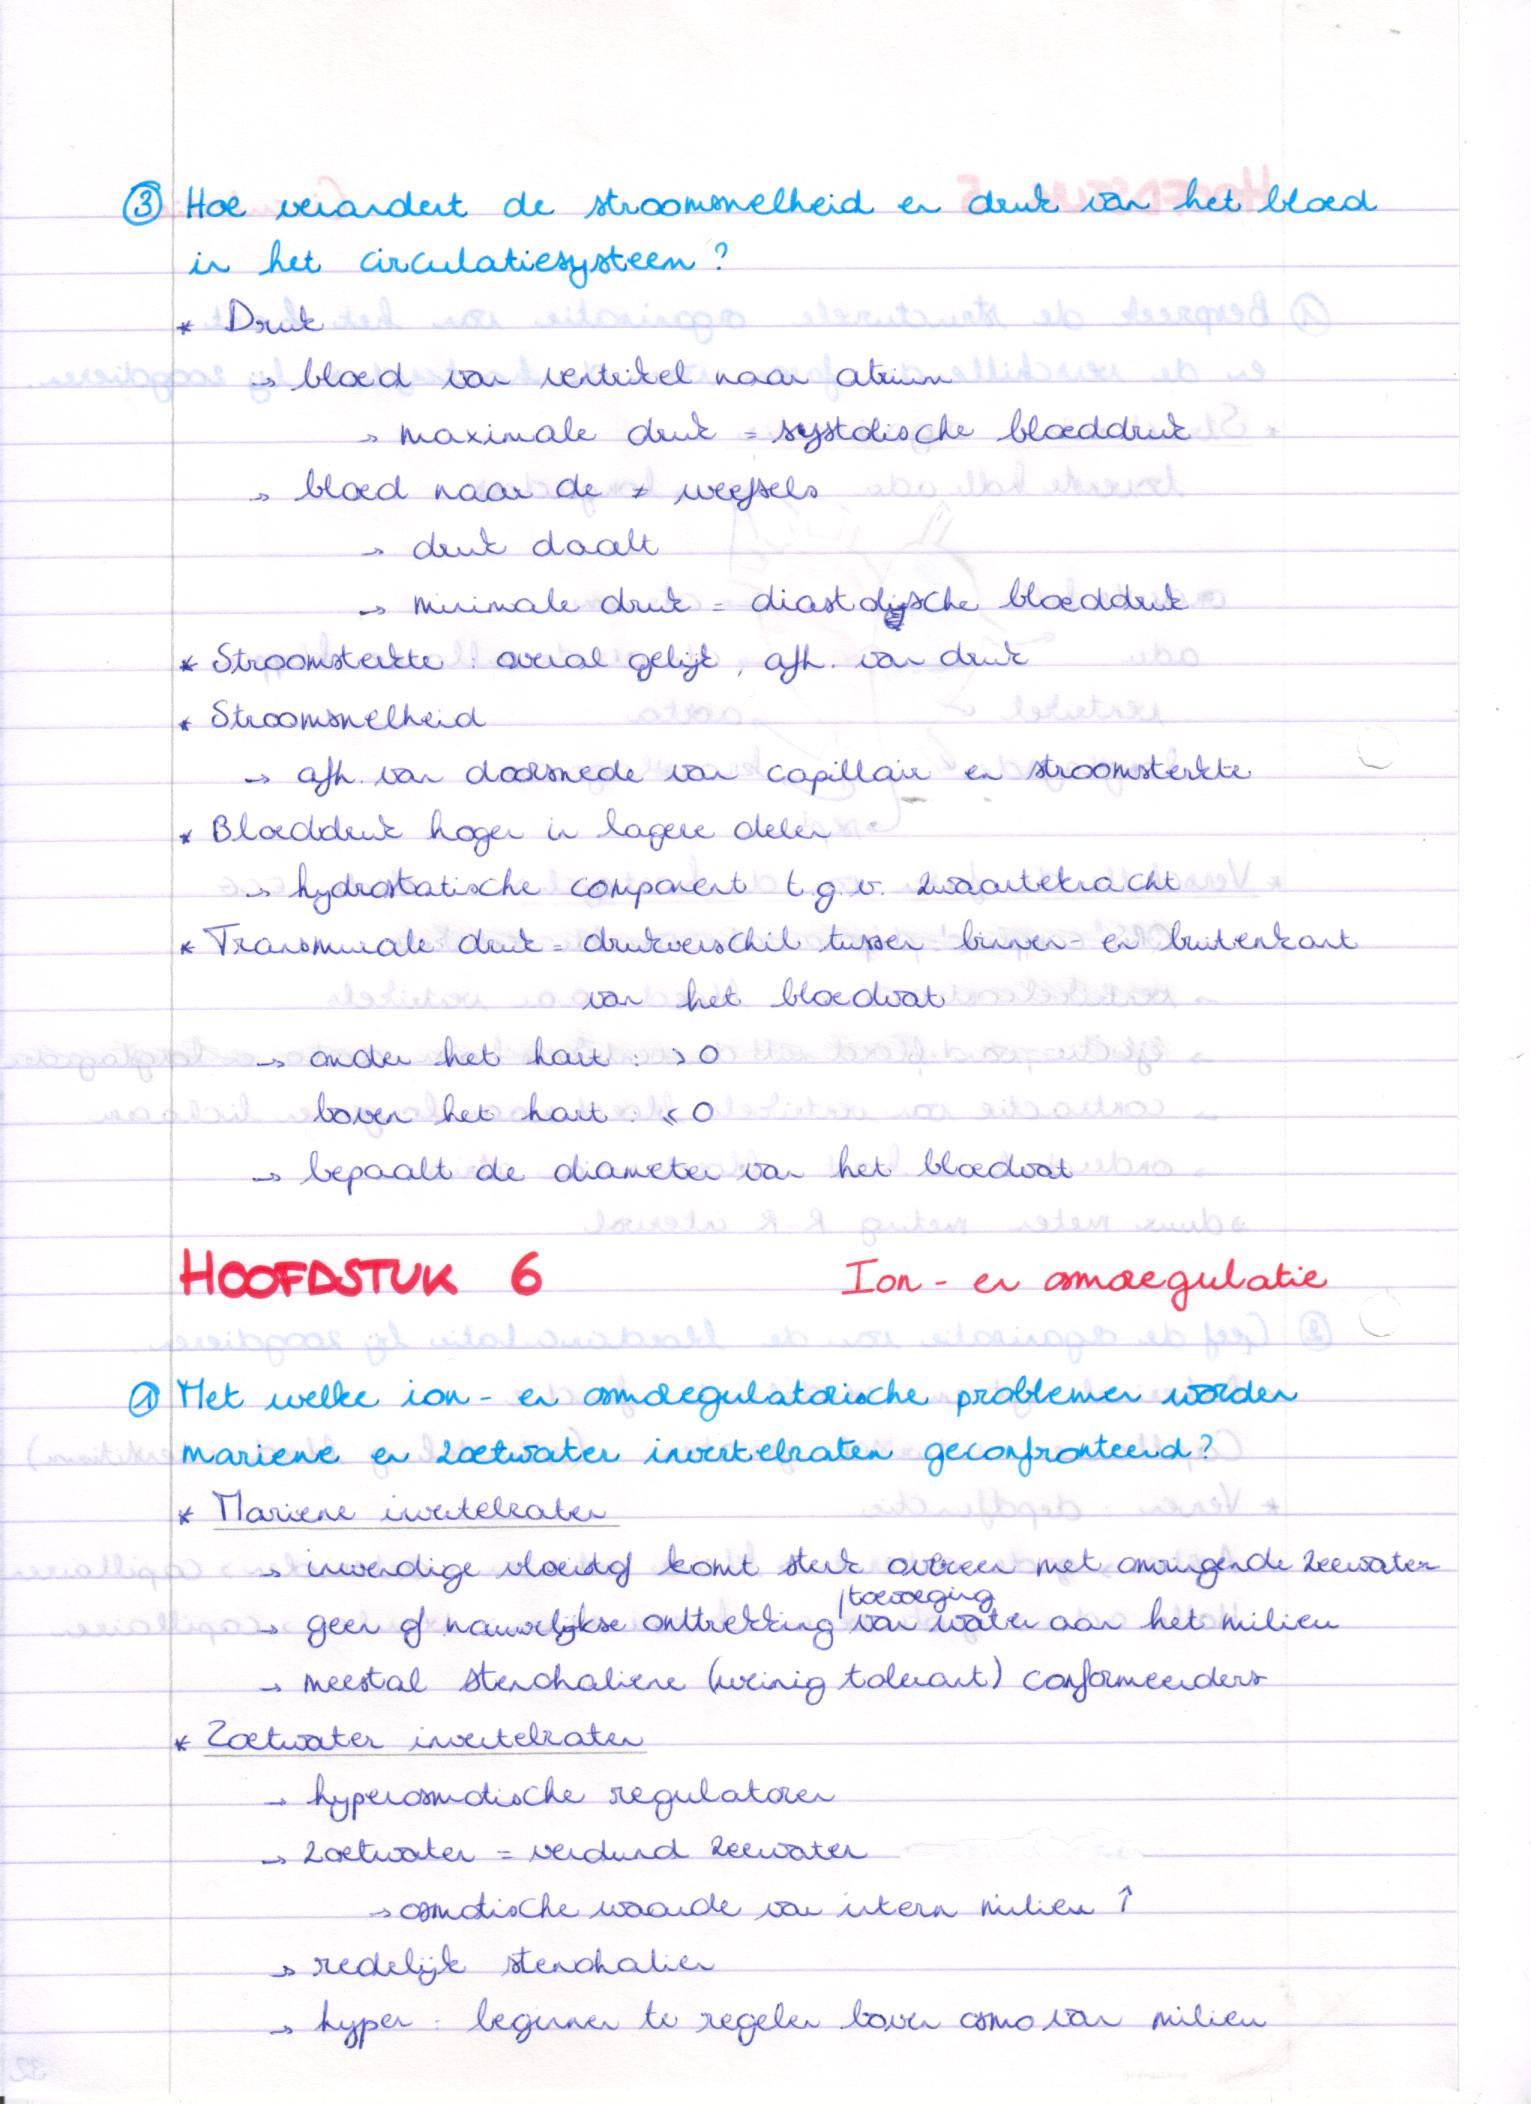 ③ Hoe verandert de stroomsnelheid en druk van het bloed
in het circulatiesysteem?
* Druk
→ bloed van ventrikel naar atrium
→ maximale druk = systolische bloeddruk
→ bloed naar de ≠ weefsels
→ druk daalt
→ minimale druk = diastolische bloeddruk
* Stroomsterkte : overal gelijk, afh. van druk
* Stroomsnelheid
→ afh. van doorsnede van capillair en stroomsterkte
* Bloeddruk hoger in lagere delen
→ hydrostatische component t.g.v. zwaartekracht
* Transmurale druk = drukverschil tussen binnen- en buitenkant
van het bloedvat
→ onder het hart : > 0
boven het hart : < 0
→ bepaalt de diameter van het bloedvat
HOOFDSTUK 6 Ion- en osmoregulatie
① Met welke ion- en osmoregulatorische problemen worden
mariene en zoetwater invertebraten geconfronteerd?
* Mariene invertebraten
→ inwendige vloeistof komt sterk overeen met omringende zeewater
→ geen of nauwelijkse onttrekking /toevoeging van water aan het milieu
→ meestal stenohaliene (weinig tolerant) conformeerders
* Zoetwater invertebraten
→ hyperosmotische regulatoren
→ zoetwater = verdund zeewater
→ osmotische waarde van intern milieu ↑
→ redelijk stenohalien
→ hyper : beginnen te regelen boven osmo van milieu